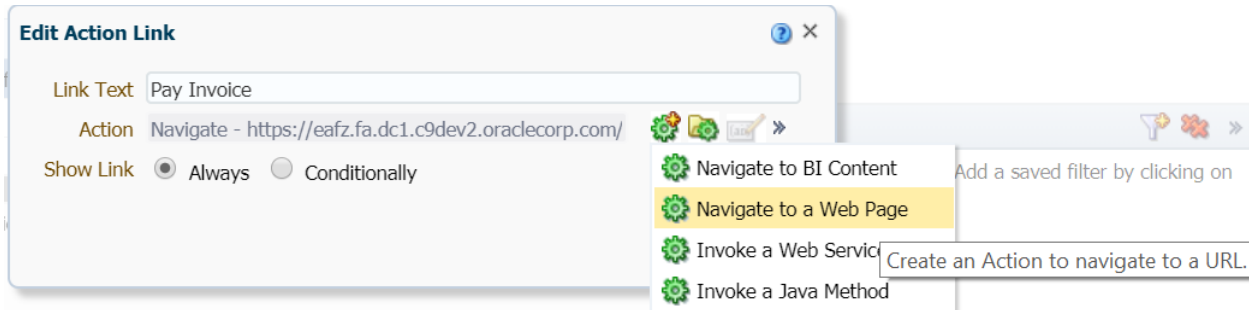 Edit Action Link
Link Text Pay Invoice
Action Navigate - https://eafz.fa.dc1.c9dev2.oraclecorp.com/
Show Link Always Conditionally
Navigate to BI Content
Add a saved filter by clicking on
Navigate to a Web Page
Invoke a Web Service
Create an Action to navigate to a URL.
Invoke a Java Method